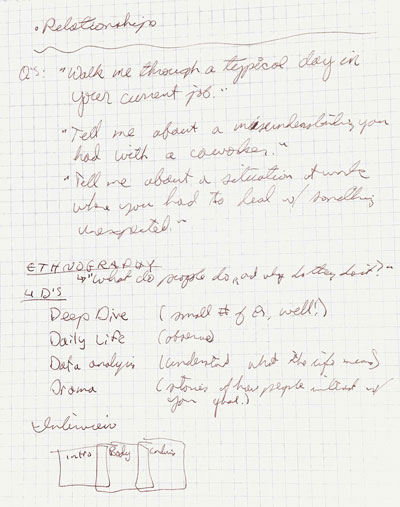 • Relationships
Q's: "Walk me through a typical day in
your current job."
"Tell me about a misunderstanding you
had with a coworker."
"Tell me about a situation at work
where you had to deal w/ something
unexpected."
ETHNOGRAPHY
↳ "What do people do, and why do they do it?"
4 D'S
Deep Dive (small # of Qs, well!)
Daily Life (observe)
Data analysis (understand what the life means)
Drama (stories of how people interact w/
your
Interview
intro Body